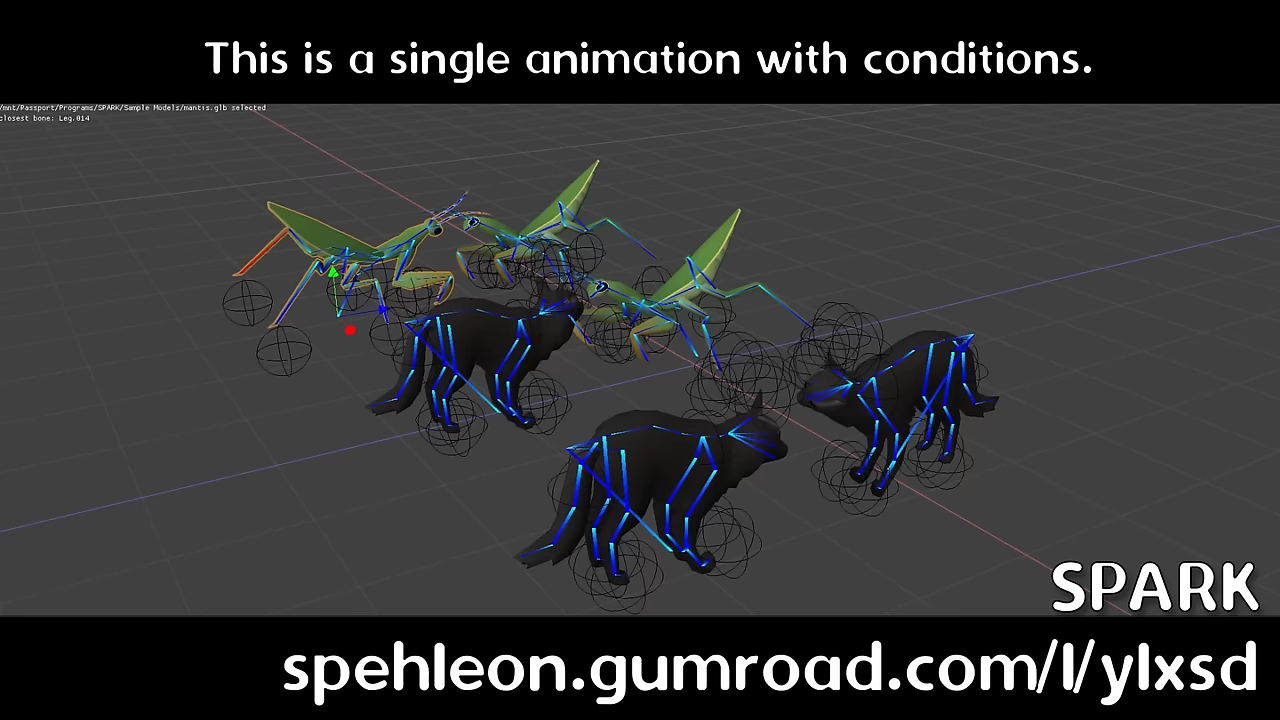 This is a single animation with conditions.
/mnt/Passport/Programs/SPARK/Sample Models/mantis.glb selected
closest bone: Leg.014
SPARK
spehleon.gumroad.com/l/ylxsd